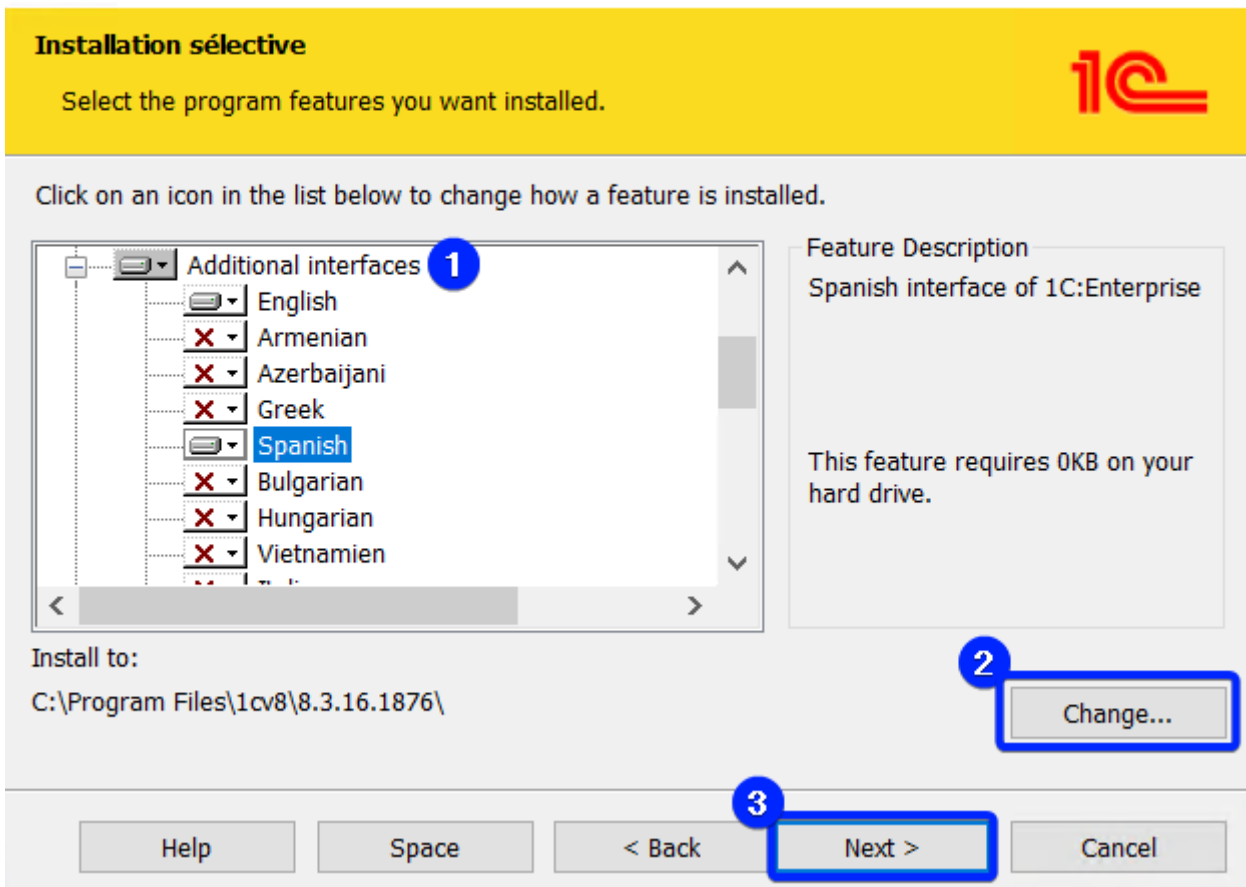 Installation sélective
Select the program features you want installed.
1C
Click on an icon in the list below to change how a feature is installed.
Additional interfaces 1
English
Armenian
Azerbaijani
Greek
Spanish
Bulgarian
Hungarian
Vietnamien
Feature Description
Spanish interface of 1C:Enterprise
This feature requires 0KB on your
hard drive.
Install to:
C:\Program Files\1cv8\8.3.16.1876\
2
Change...
3
Help
Space
< Back
Next >
Cancel